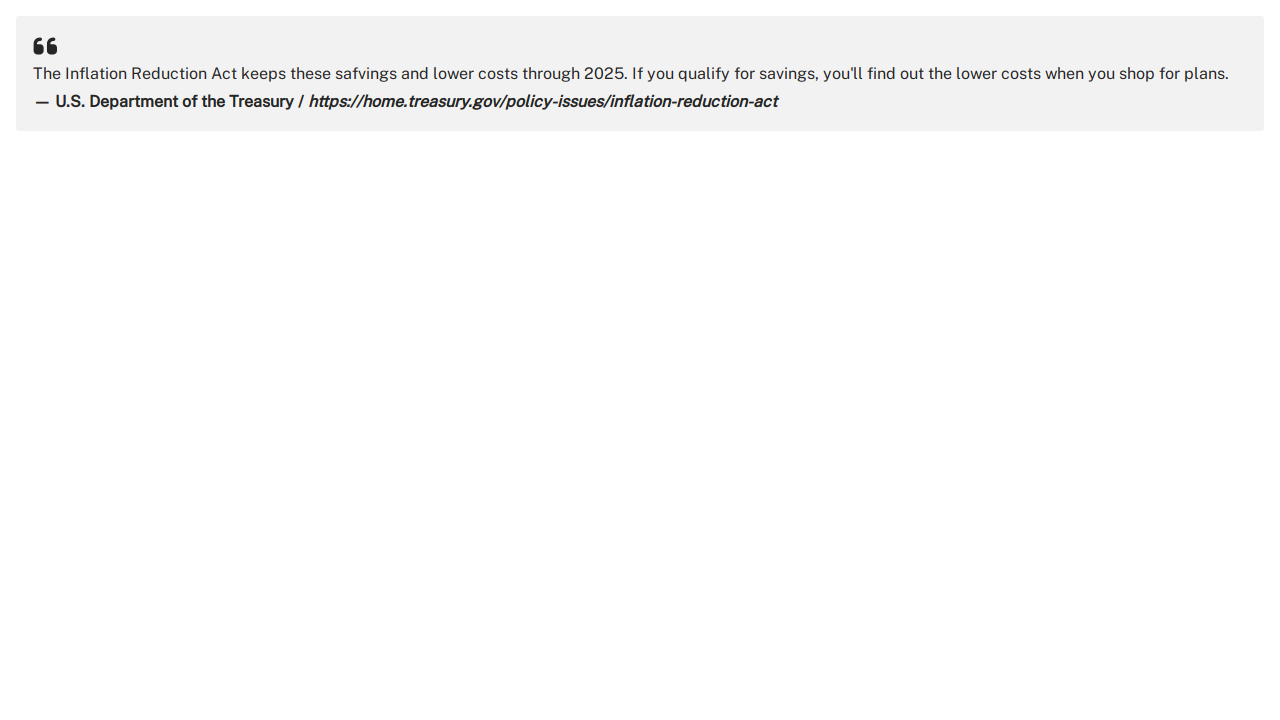 ❝
The Inflation Reduction Act keeps these safvings and lower costs through 2025. If you qualify for savings, you'll find out the lower costs when you shop for plans.
— U.S. Department of the Treasury / https://home.treasury.gov/policy-issues/inflation-reduction-act